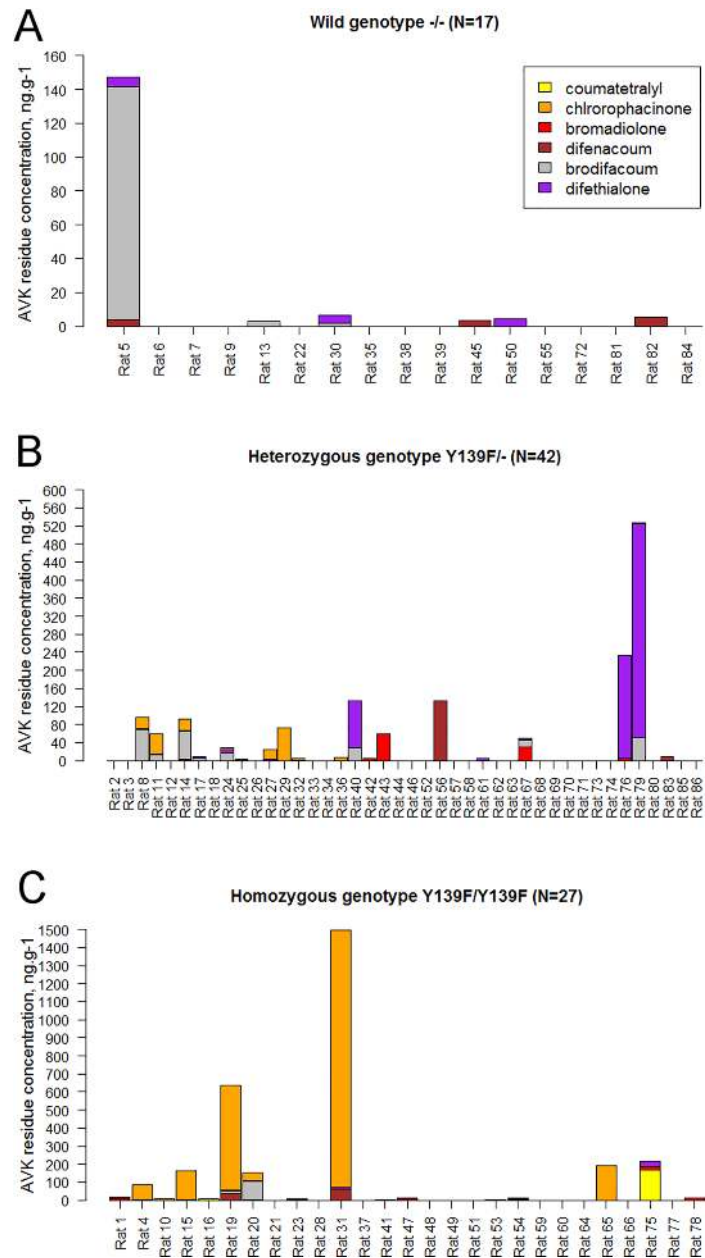 A
Wild genotype -/- (N=17)
AVK residue concentration, ng.g-1
160
140
120
100
80
60
40
20
0
coumatetralyl
chlrorophacinone
bromadiolone
difenacoum
brodifacoum
difethialone
Rat 5
Rat 6
Rat 7
Rat 9
Rat 13
Rat 22
Rat 30
Rat 35
Rat 38
Rat 39
Rat 45
Rat 50
Rat 55
Rat 72
Rat 81
Rat 82
Rat 84
B
Heterozygous genotype Y139F/- (N=42)
AVK residue concentration, ng.g-1
600
560
520
480
440
400
360
320
280
240
200
160
120
80
40
0
Rat 2
Rat 3
Rat 8
Rat 11
Rat 12
Rat 14
Rat 17
Rat 18
Rat 24
Rat 25
Rat 26
Rat 27
Rat 29
Rat 32
Rat 33
Rat 34
Rat 36
Rat 40
Rat 42
Rat 43
Rat 44
Rat 46
Rat 52
Rat 56
Rat 57
Rat 58
Rat 61
Rat 62
Rat 63
Rat 67
Rat 68
Rat 69
Rat 70
Rat 71
Rat 73
Rat 74
Rat 76
Rat 79
Rat 80
Rat 83
Rat 85
Rat 86
C
Homozygous genotype Y139F/Y139F (N=27)
AVK residue concentration, ng.g-1
1500
1400
1300
1200
1100
1000
900
800
700
600
500
400
300
200
100
0
Rat 1
Rat 4
Rat 10
Rat 15
Rat 16
Rat 19
Rat 20
Rat 21
Rat 23
Rat 28
Rat 31
Rat 37
Rat 41
Rat 47
Rat 48
Rat 49
Rat 51
Rat 53
Rat 54
Rat 59
Rat 60
Rat 64
Rat 65
Rat 66
Rat 75
Rat 77
Rat 78